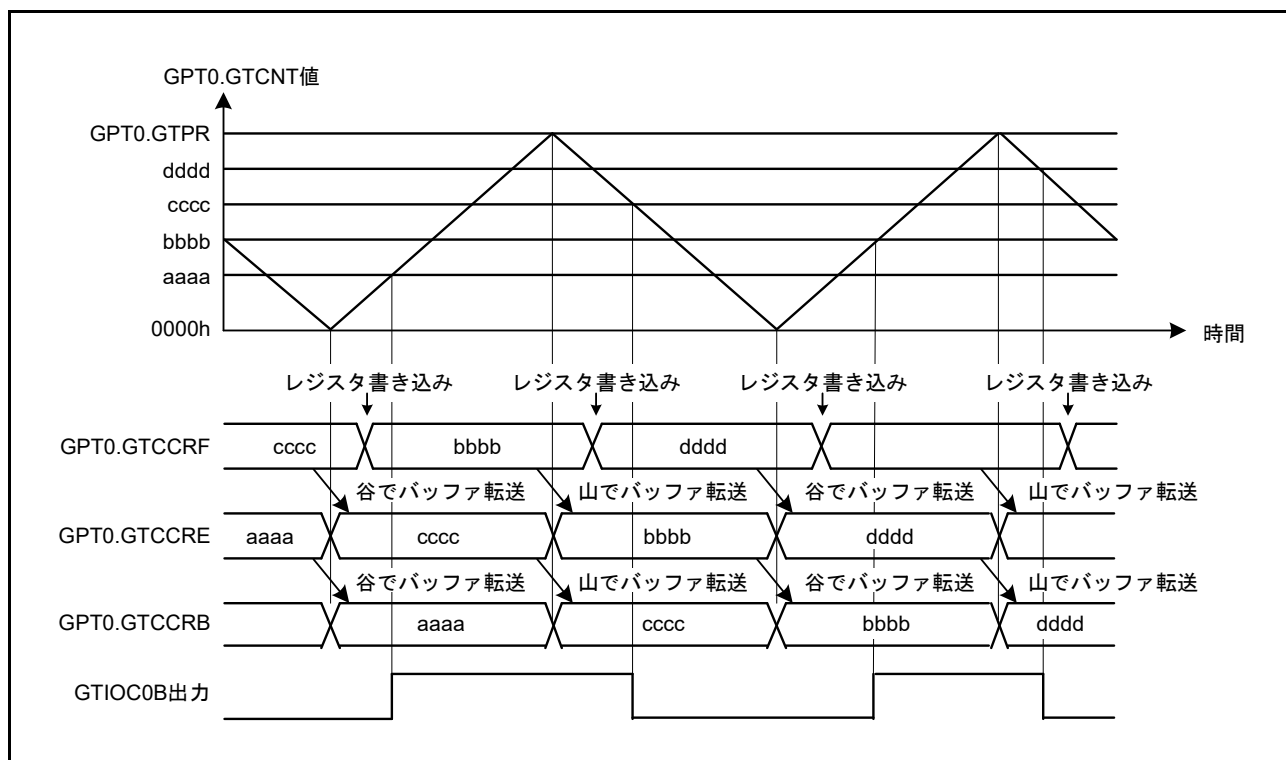 GPT0.GTCNT値
GPT0.GTPR
dddd
cccc
bbbb
aaaa
0000h
時間
レジスタ書き込み レジスタ書き込み レジスタ書き込み レジスタ書き込み
GPT0.GTCCRF cccc bbbb dddd
谷でバッファ転送 山でバッファ転送 谷でバッファ転送 山でバッファ転送
GPT0.GTCCRE aaaa cccc bbbb dddd
谷でバッファ転送 山でバッファ転送 谷でバッファ転送 山でバッファ転送
GPT0.GTCCRB aaaa cccc bbbb dddd
GTIOC0B出力